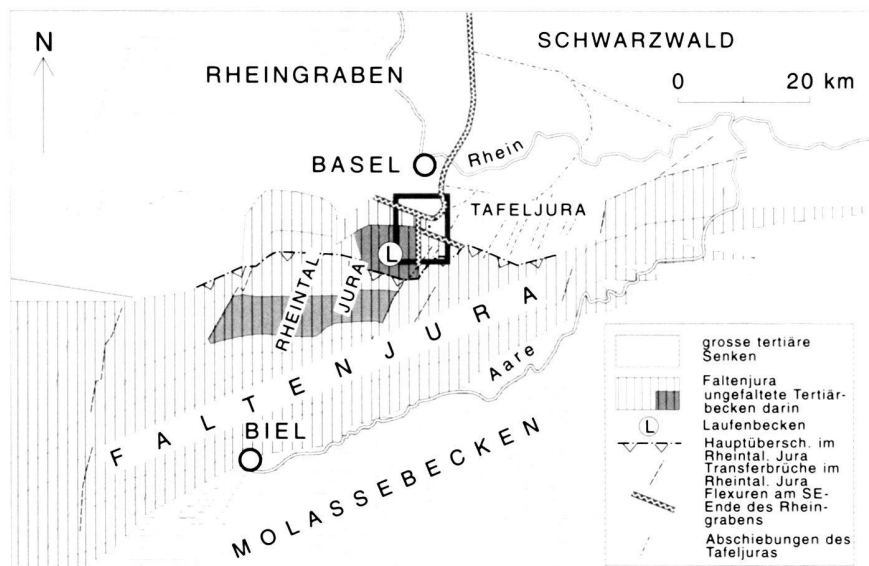 N
SCHWARZWALD
RHEINGRABEN
0 20 km
BASEL
Rhein
TAFELJURA
L
RHEINTAL
JURA
FALTENJURA
Aare
BIEL
MOLASSEBECKEN
grosse tertiäre
Senken
Faltenjura
ungefaltete Tertiär-
becken darin
L Laufenbecken
Hauptübersch. im
Rheintal. Jura
Transferbrüche im
Rheintal. Jura
Flexuren am SE-
Ende des Rhein-
grabens
Abschiebungen des
Tafeljuras